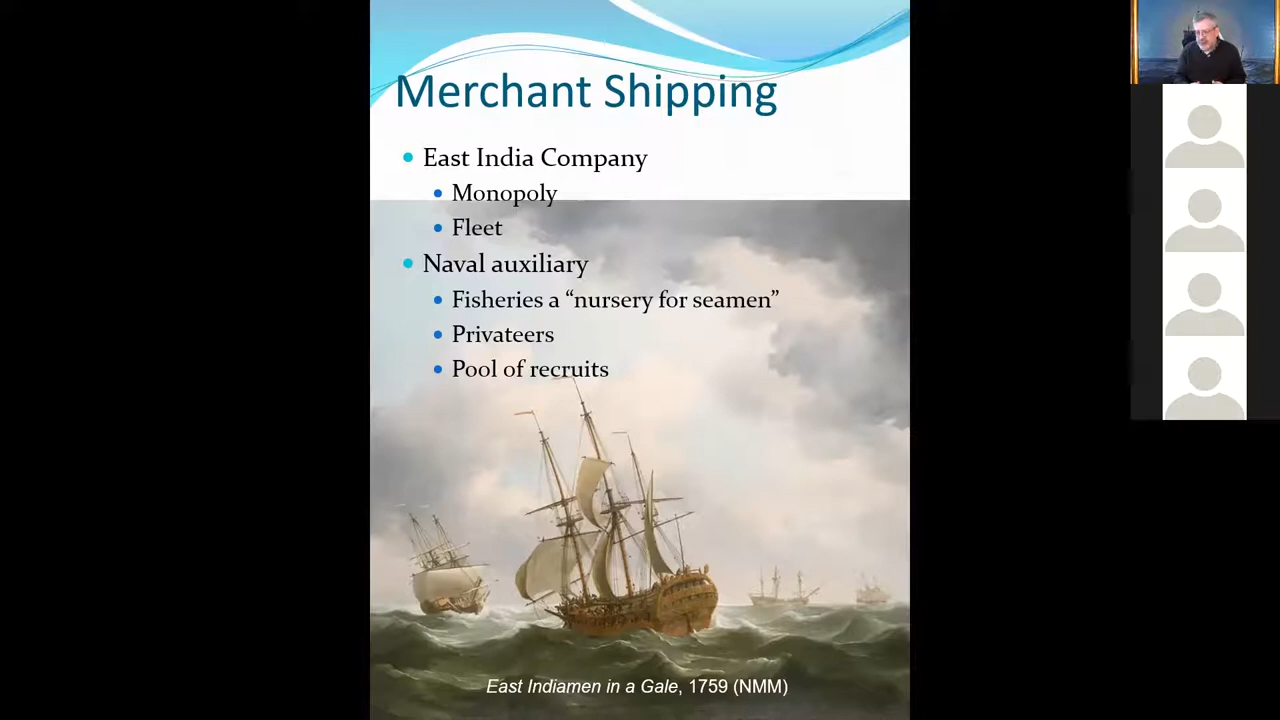 Merchant Shipping
East India Company
Monopoly
Fleet
Naval auxiliary
Fisheries a “nursery for seamen”
Privateers
Pool of recruits
East Indiamen in a Gale, 1759 (NMM)